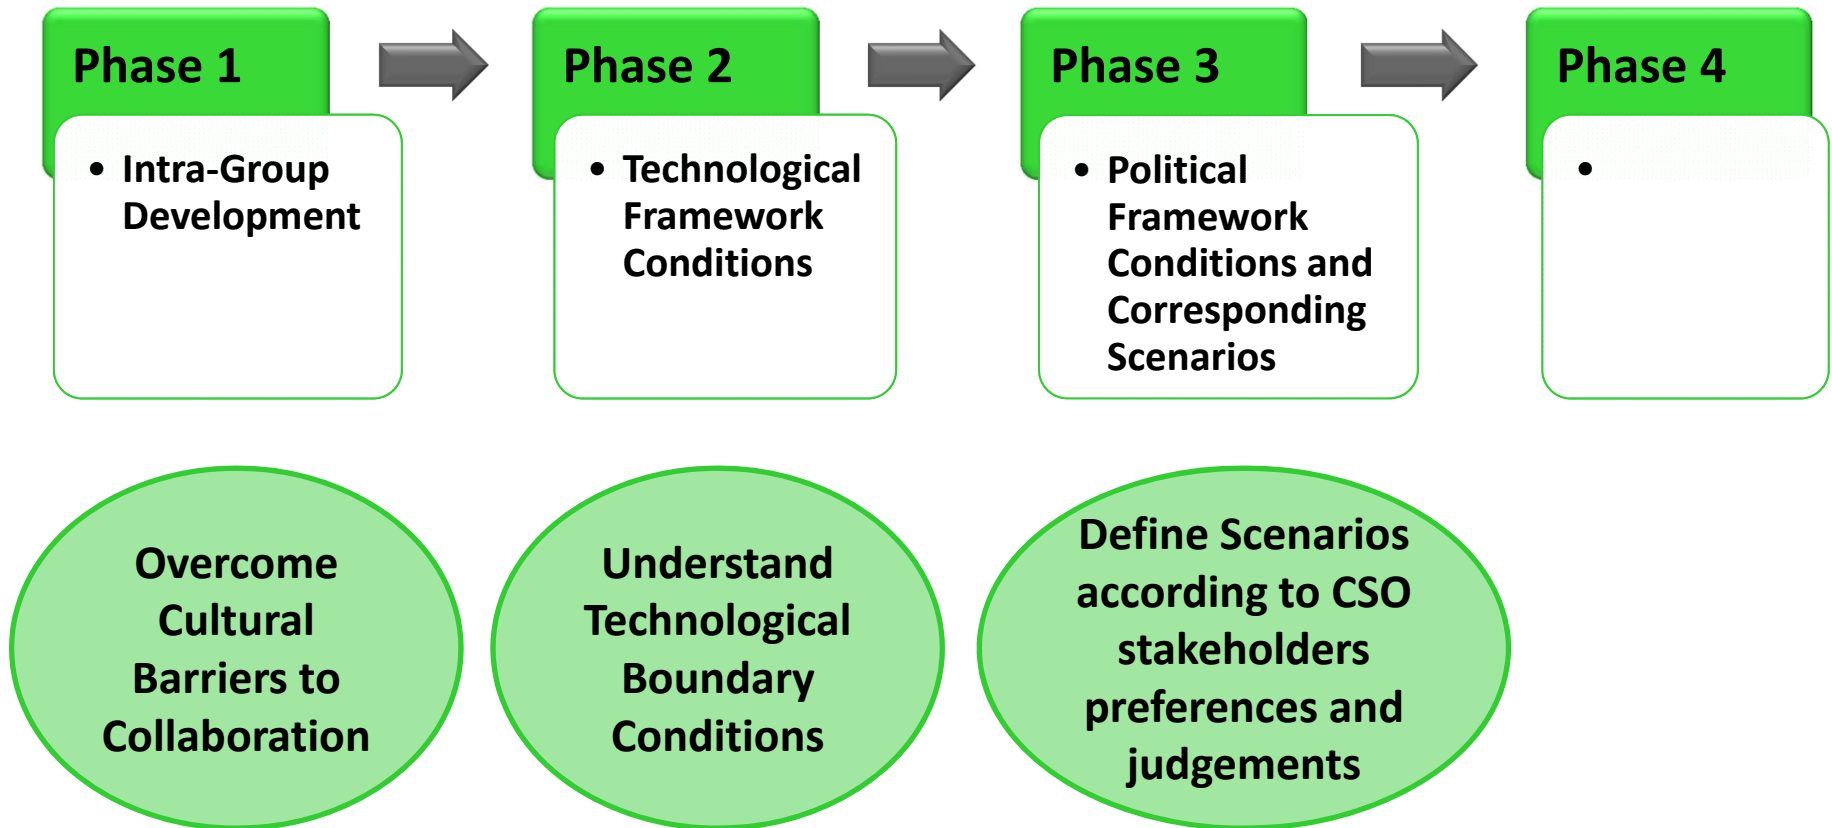 Phase 1
• Intra-Group
Development
Phase 2
• Technological
Framework
Conditions
Phase 3
• Political
Framework
Conditions and
Corresponding
Scenarios
Phase 4
•
Overcome
Cultural
Barriers to
Collaboration
Understand
Technological
Boundary
Conditions
Define Scenarios
according to CSO
stakeholders
preferences and
judgements